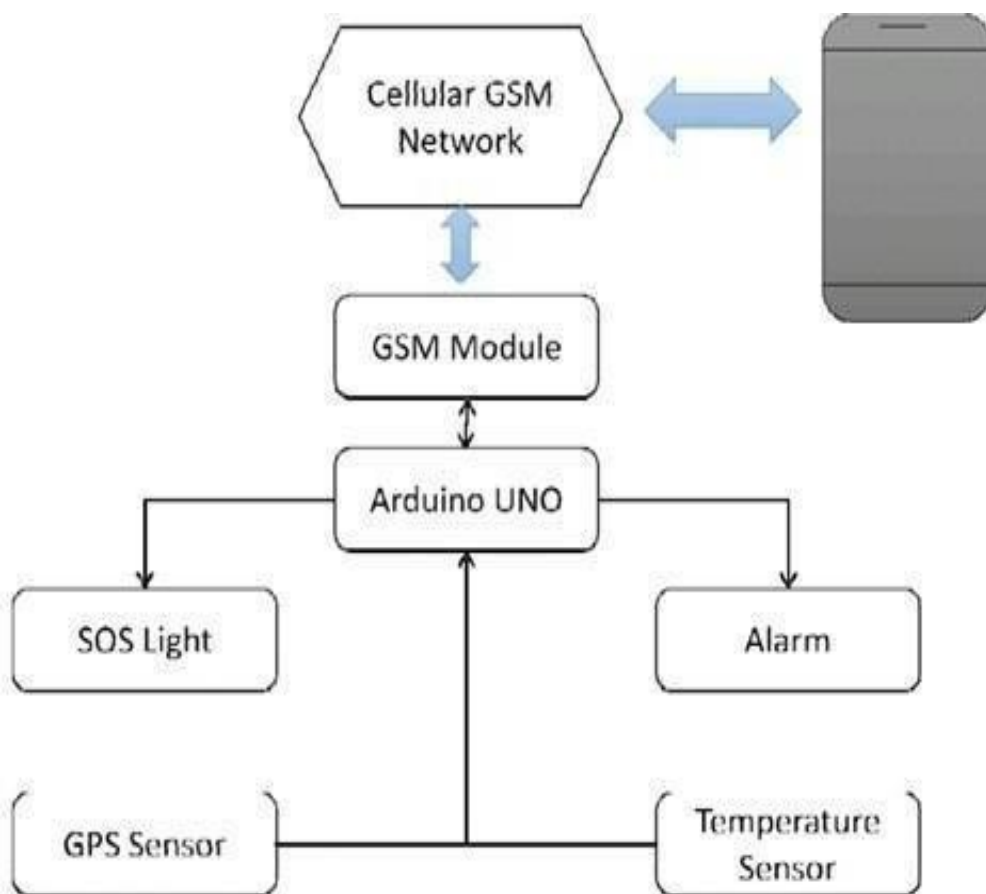 Cellular GSM
Network
GSM Module
Arduino UNO
SOS Light
Alarm
GPS Sensor
Temperature
Sensor